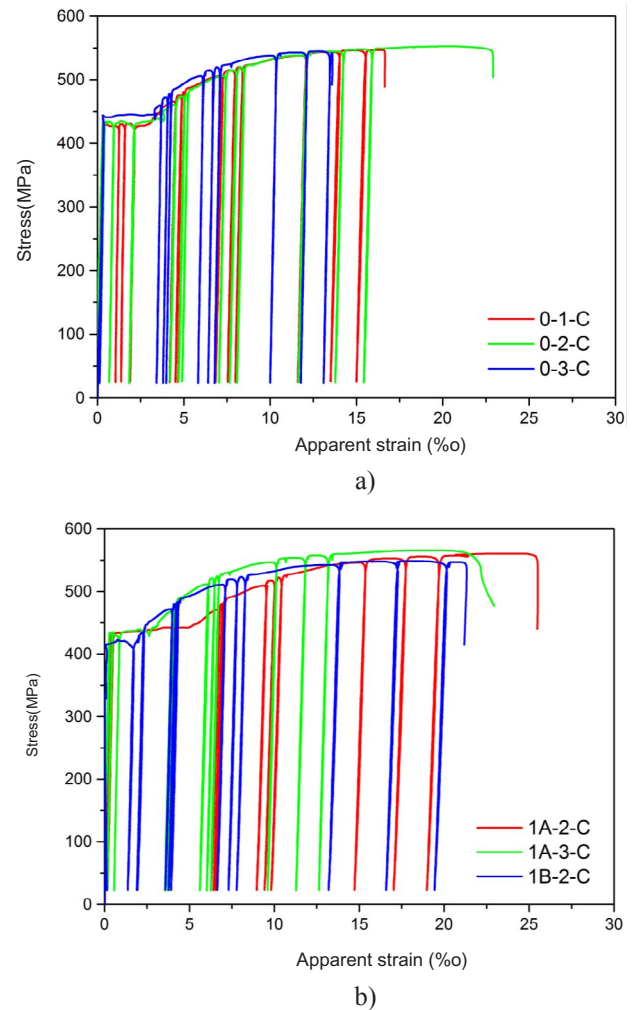 600
500
400
300
200
100
0
Stress(MPa)
0-1-C
0-2-C
0-3-C
0 5 10 15 20 25 30
Apparent strain (%o)
a)
600
500
400
300
200
100
0
Stress(MPa)
1A-2-C
1A-3-C
1B-2-C
0 5 10 15 20 25 30
Apparent strain (%o)
b)